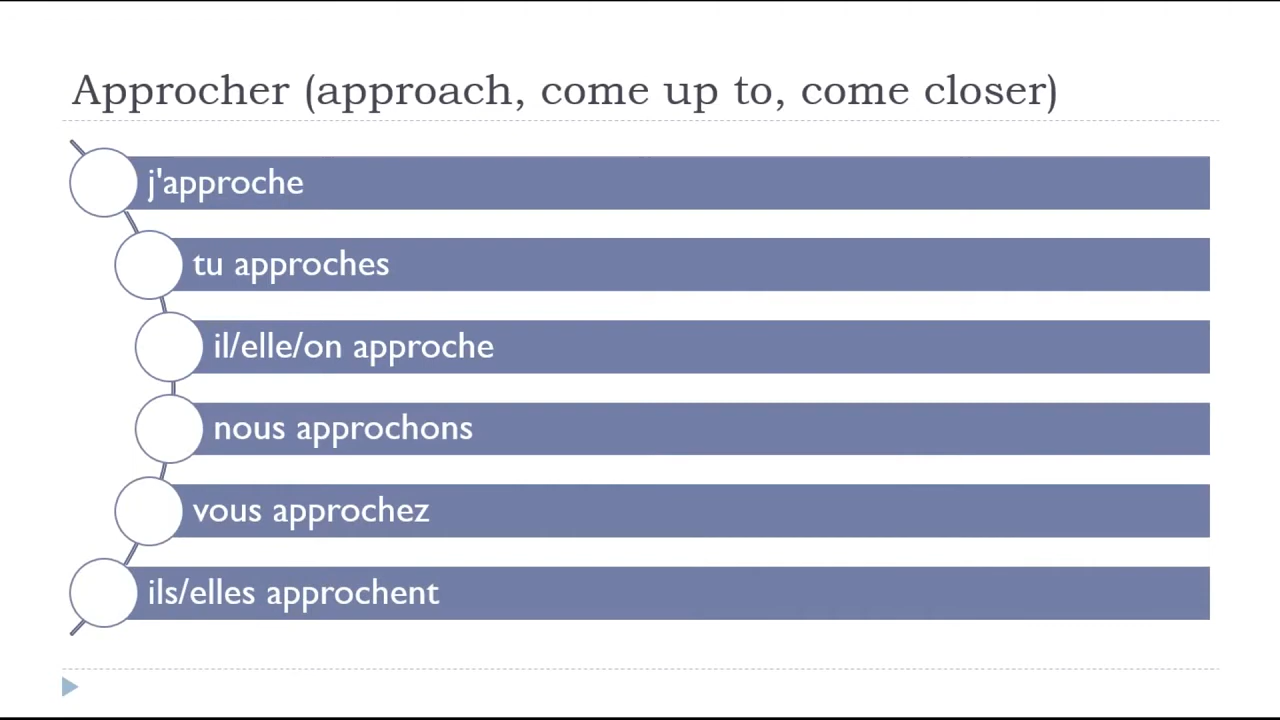 Approcher (approach, come up to, come closer)
j'approche
tu approches
il/elle/on approche
nous approchons
vous approchez
ils/elles approchent